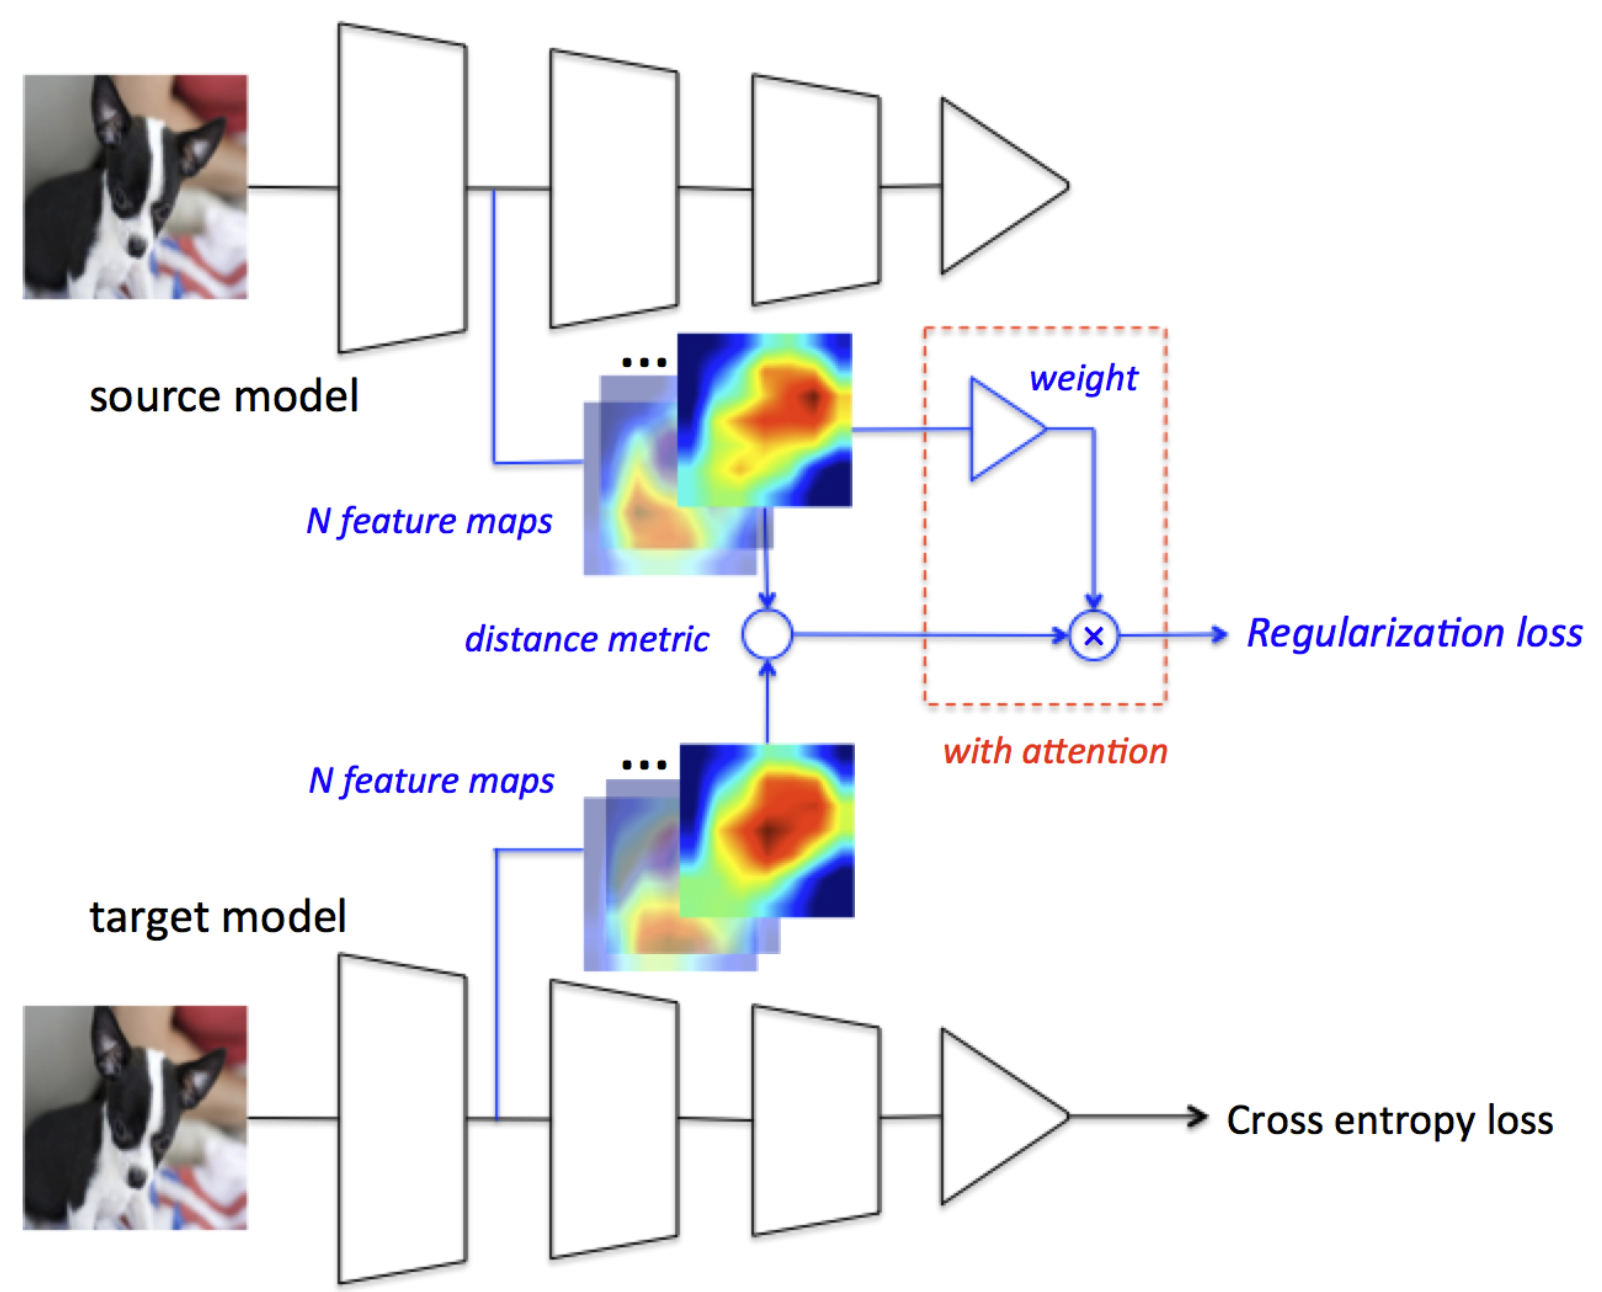 source model
...
weight
N feature maps
distance metric
×
Regularization loss
with attention
...
N feature maps
target model
Cross entropy loss